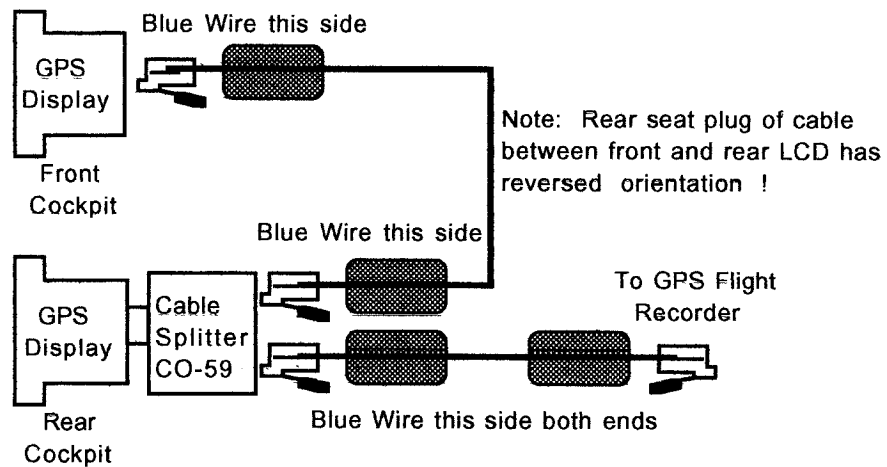 Blue Wire this side
GPS
Display
Front
Cockpit
Note: Rear seat plug of cable
between front and rear LCD has
reversed orientation !
Blue Wire this side
To GPS Flight
Recorder
GPS
Display
Cable
Splitter
CO-59
Blue Wire this side both ends
Rear
Cockpit